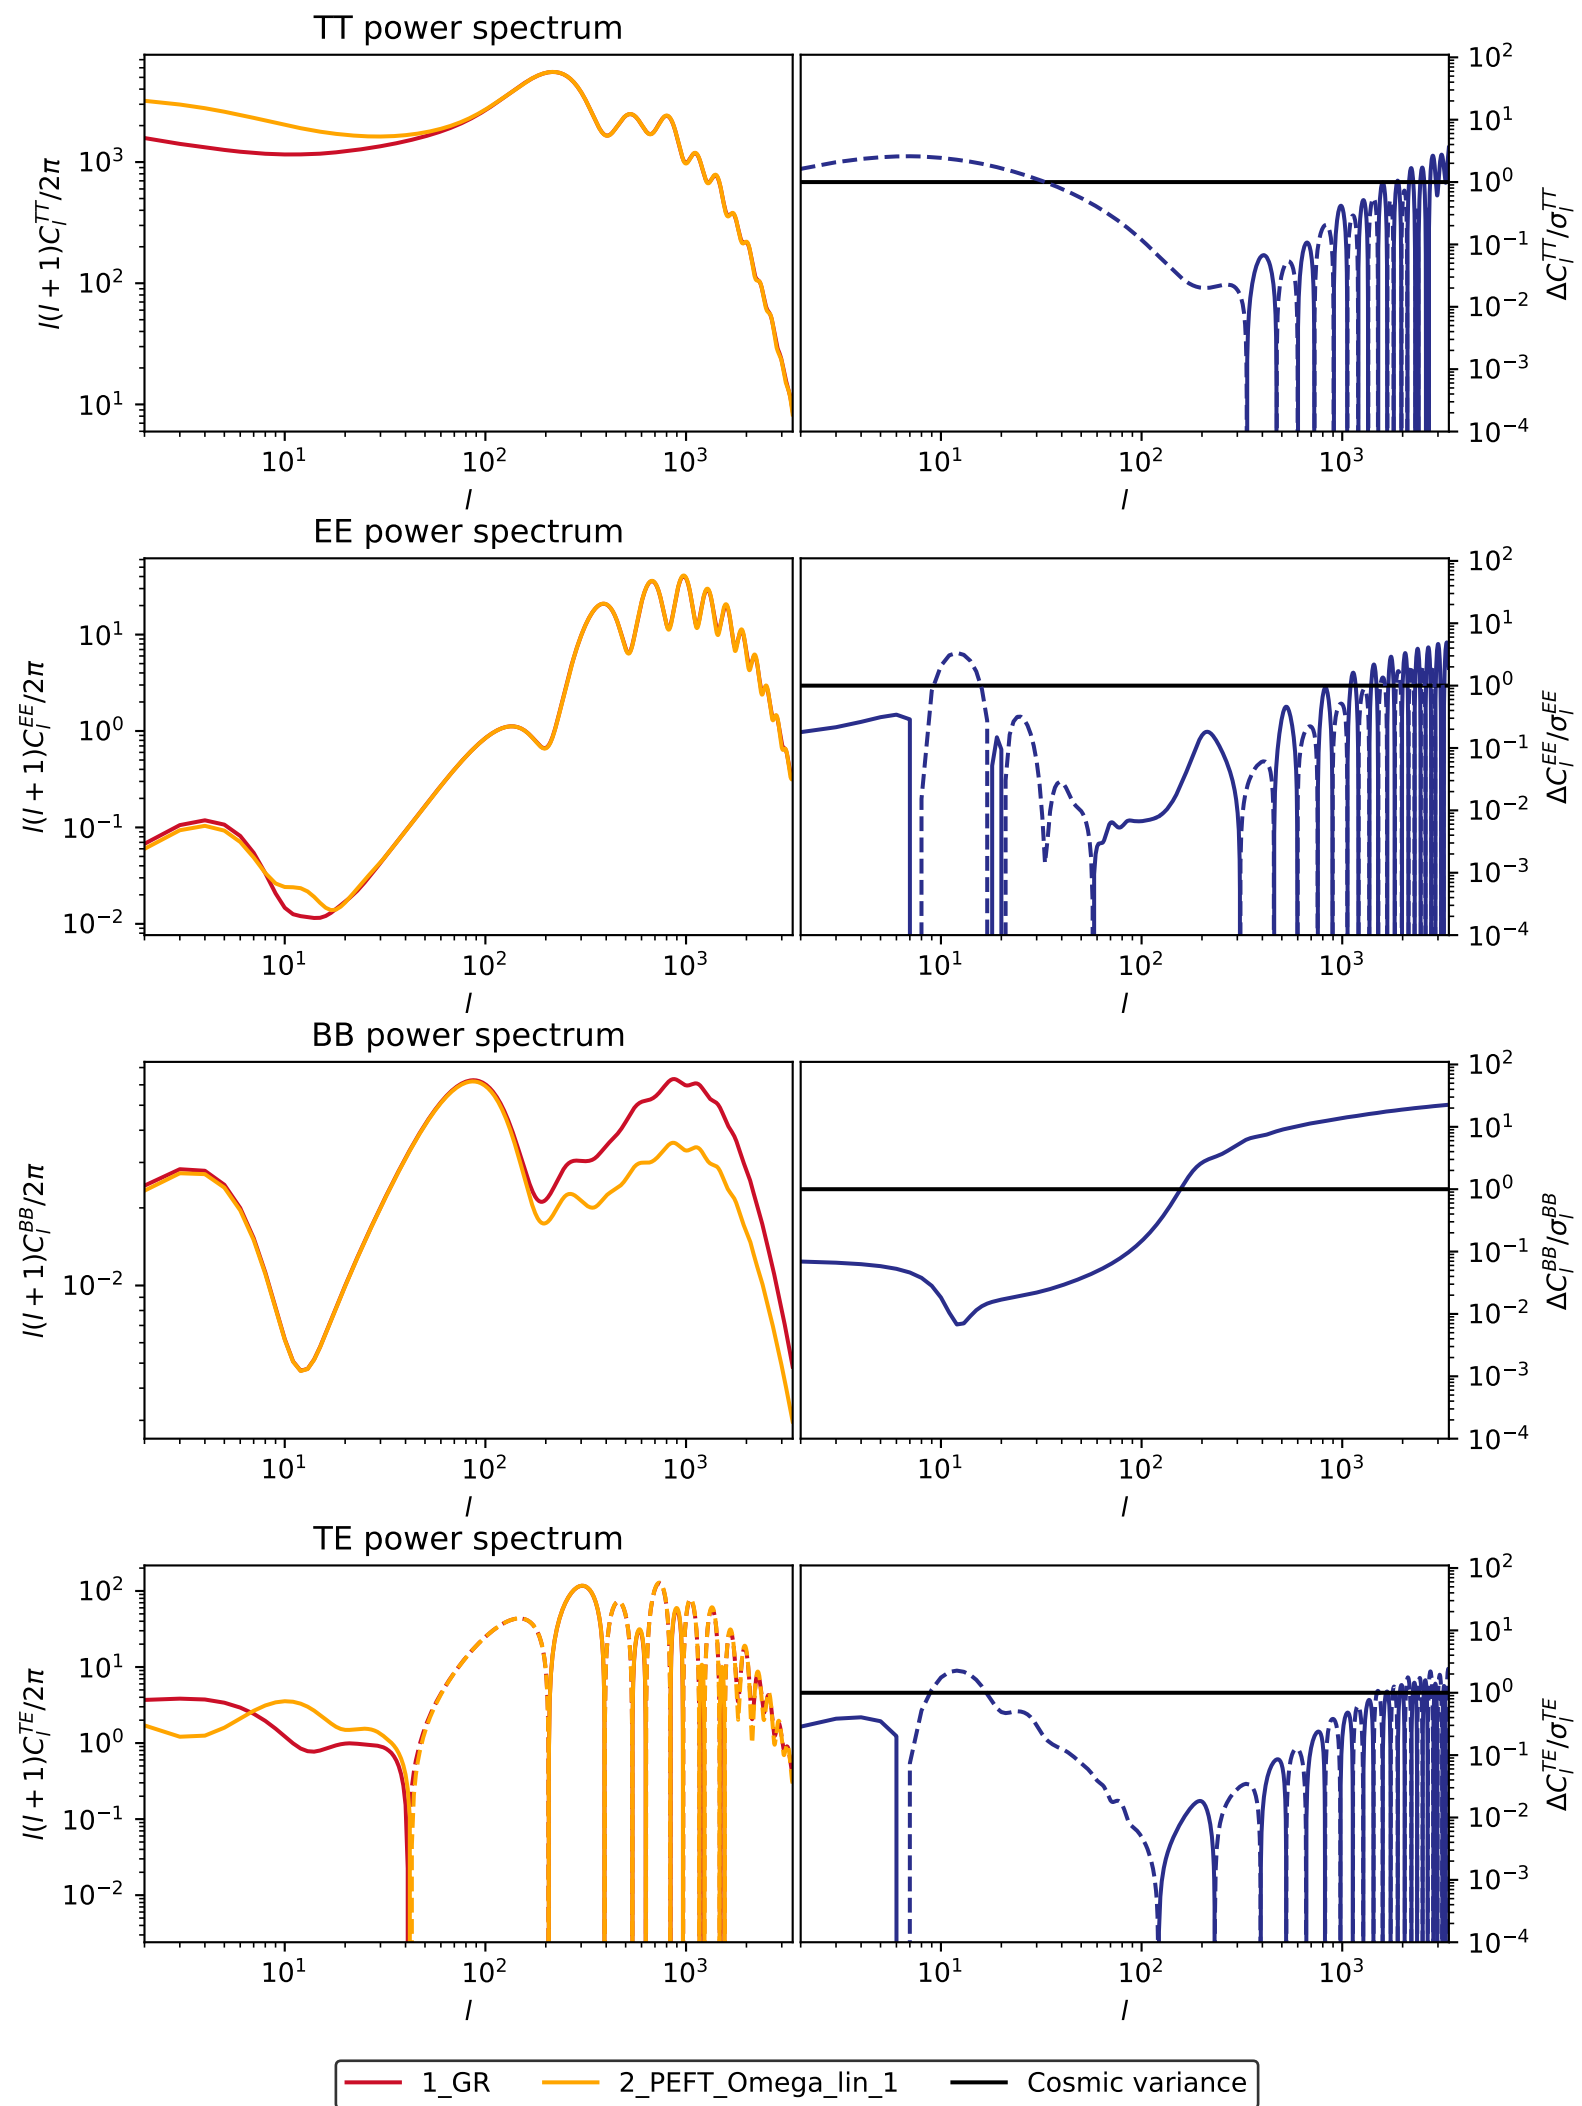 TT power spectrum
l(l + 1)C_l^{TT}/2π
10^3
10^2
10^1
10^1 10^2 10^3
l
10^2
10^1
10^0
10^{−1}
10^{−2}
10^{−3}
10^{−4}
10^1 10^2 10^3
l
ΔC_l^{TT}/σ_l^{TT}
EE power spectrum
l(l + 1)C_l^{EE}/2π
10^1
10^0
10^{−1}
10^{−2}
10^1 10^2 10^3
l
10^2
10^1
10^0
10^{−1}
10^{−2}
10^{−3}
10^{−4}
10^1 10^2 10^3
l
ΔC_l^{EE}/σ_l^{EE}
BB power spectrum
l(l + 1)C_l^{BB}/2π
10^{−2}
10^1 10^2 10^3
l
10^2
10^1
10^0
10^{−1}
10^{−2}
10^{−3}
10^{−4}
10^1 10^2 10^3
l
ΔC_l^{BB}/σ_l^{BB}
TE power spectrum
l(l + 1)C_l^{TE}/2π
10^2
10^1
10^0
10^{−1}
10^{−2}
10^1 10^2 10^3
l
10^2
10^1
10^0
10^{−1}
10^{−2}
10^{−3}
10^{−4}
10^1 10^2 10^3
l
ΔC_l^{TE}/σ_l^{TE}
1_GR 2_PEFT_Omega_lin_1 Cosmic variance